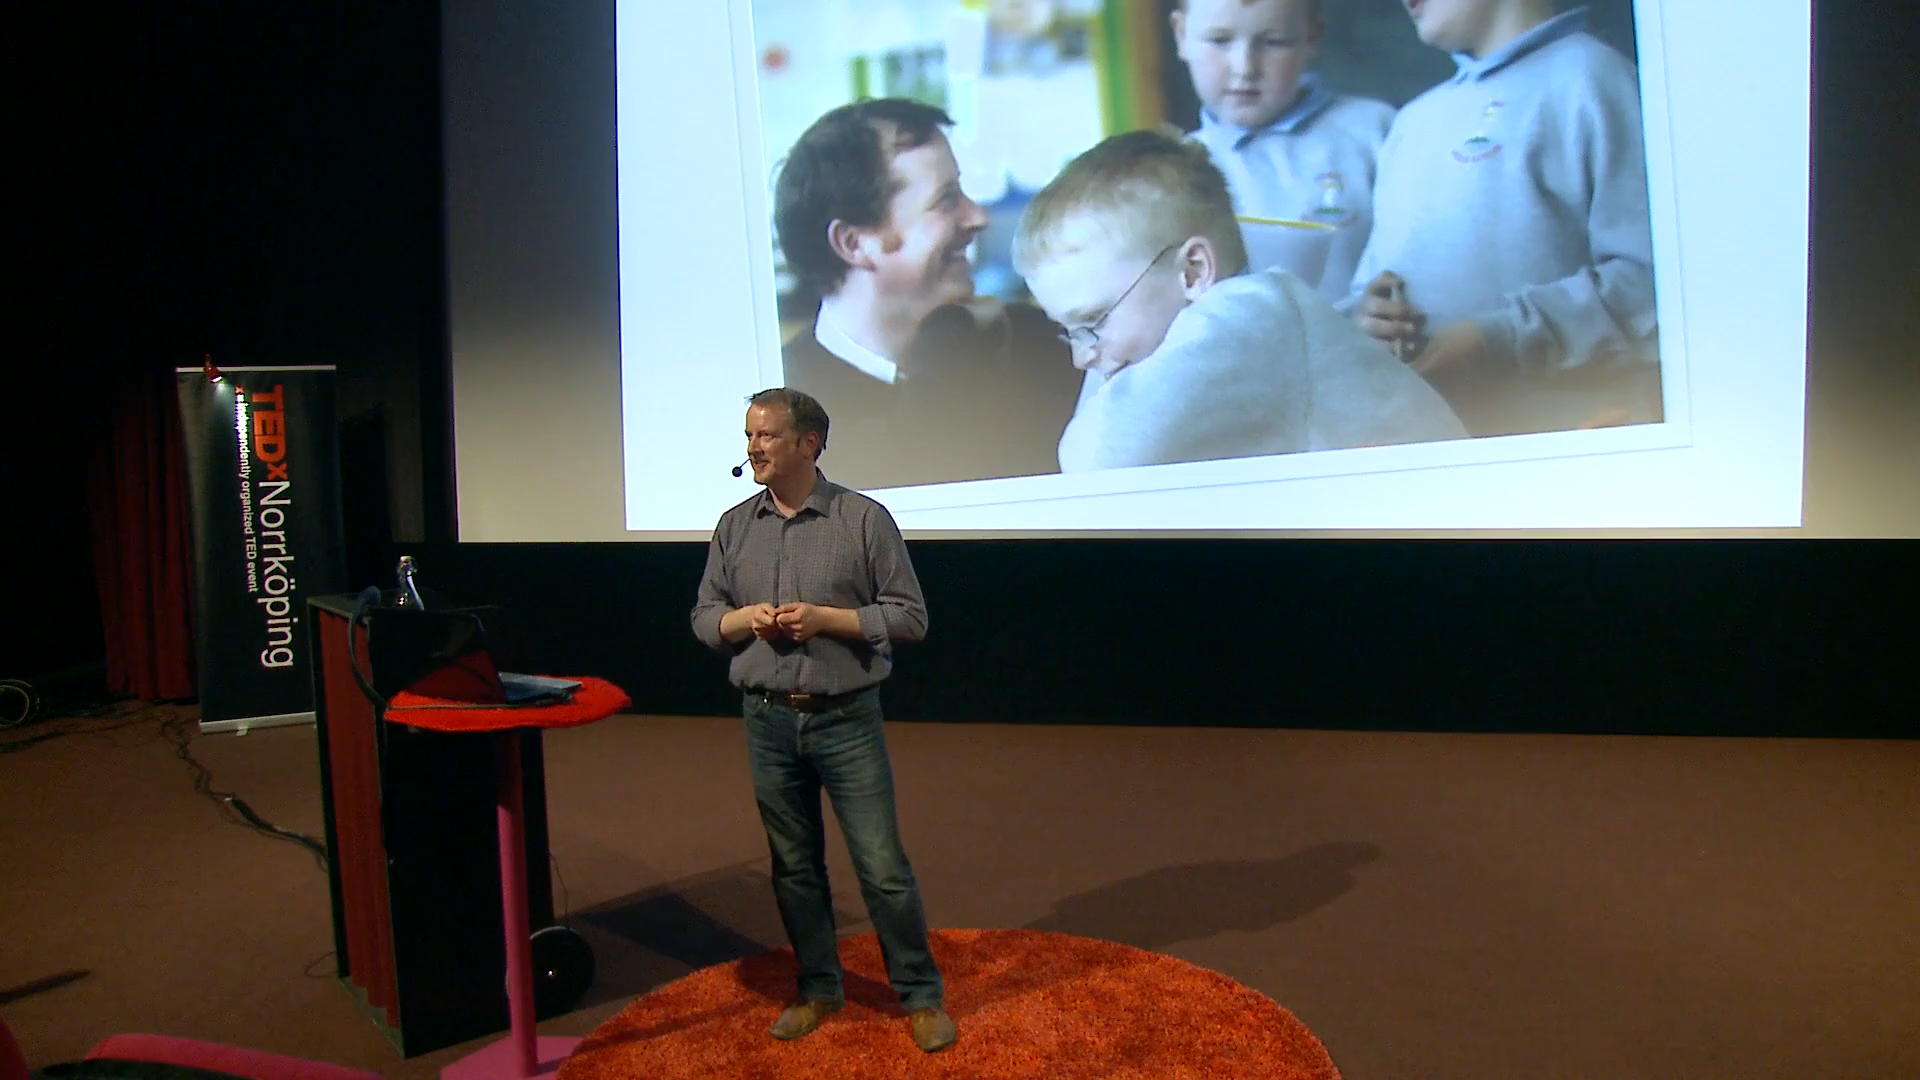 TEDxNorrköping
x = independently organized TED event